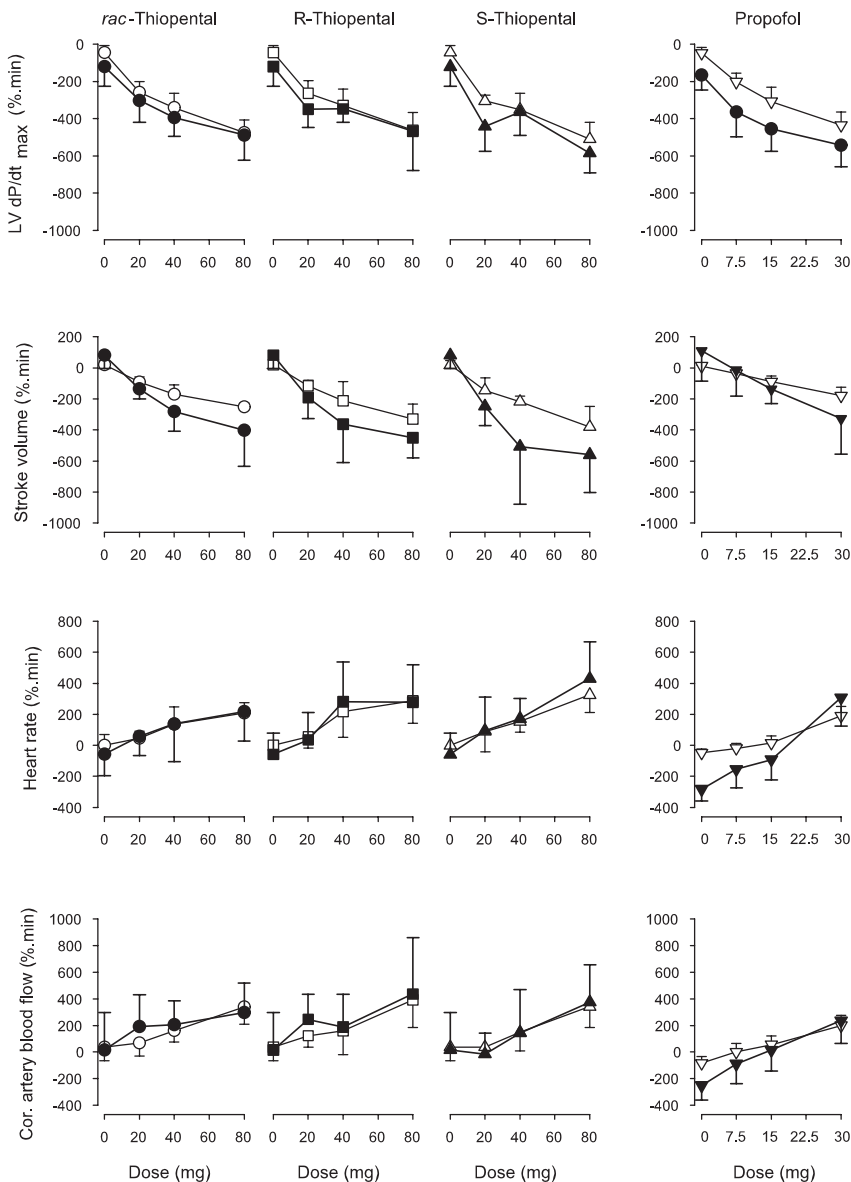 rac-Thiopental R-Thiopental S-Thiopental Propofol
LV dP/dt max (%.min)
0
-200
-400
-600
-800
-1000
0 20 40 60 80 0 20 40 60 80 0 20 40 60 80 0 7.5 15 22.5 30
Stroke volume (%.min)
200
0
-200
-400
-600
-800
-1000
0 20 40 60 80 0 20 40 60 80 0 20 40 60 80 0 7.5 15 22.5 30
Heart rate (%.min)
800
600
400
200
0
-200
-400
0 20 40 60 80 0 20 40 60 80 0 20 40 60 80 0 7.5 15 22.5 30
Cor. artery blood flow (%.min)
1000
800
600
400
200
0
-200
-400
0 20 40 60 80 0 20 40 60 80 0 20 40 60 80 0 7.5 15 22.5 30
Dose (mg) Dose (mg) Dose (mg) Dose (mg)